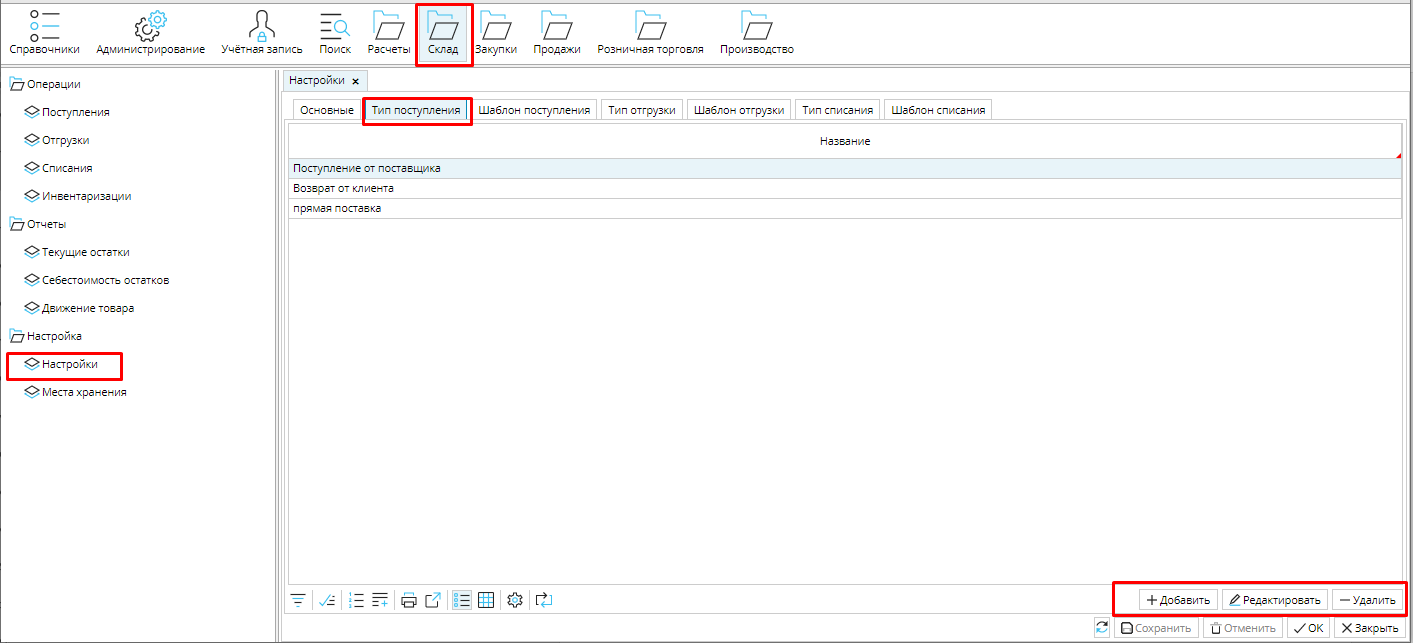 Справочники Администрирование Учётная запись Поиск Расчеты Склад Закупки Продажи Розничная торговля Производство
Операции
Поступления
Отгрузки
Списания
Инвентаризации
Отчеты
Текущие остатки
Себестоимость остатков
Движение товара
Настройка
Настройки
Места хранения
Настройки
Основные Тип поступления Шаблон поступления Тип отгрузки Шаблон отгрузки Тип списания Шаблон списания
Название
Поступление от поставщика
Возврат от клиента
прямая поставка
Добавить Редактировать Удалить
Сохранить Отменить OK Закрыть